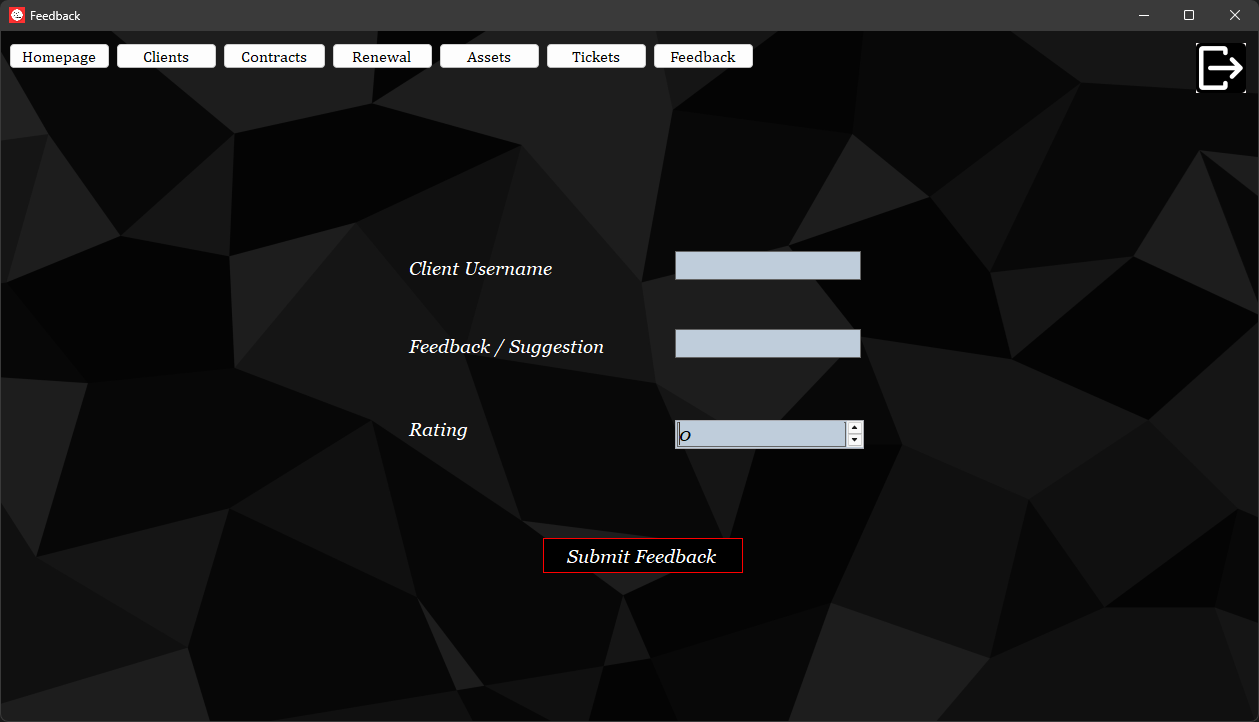 Feedback
Homepage Clients Contracts Renewal Assets Tickets Feedback
Client Username
Feedback / Suggestion
Rating 0
Submit Feedback